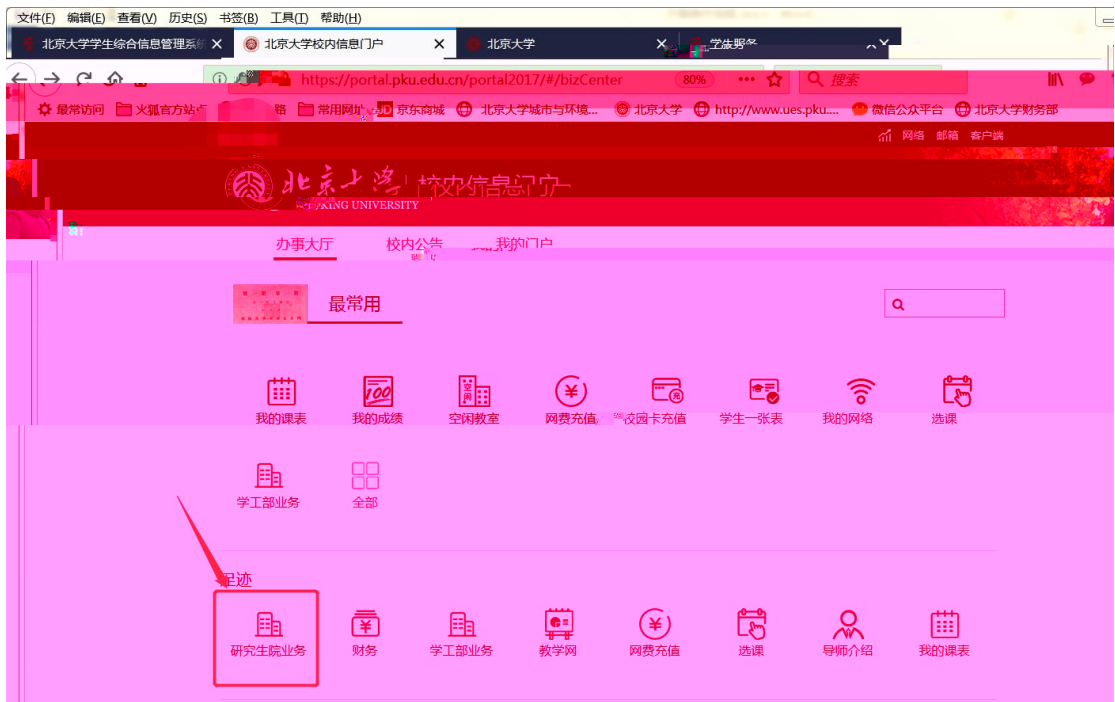 文件(F) 编辑(E) 查看(V) 历史(S) 书签(B) 工具(T) 帮助(H)
北京大学学生综合信息管理系统 北京大学校内信息门户 北京大学
https://portal.pku.edu.cn/portal2017/#/bizCenter 80% 搜索
最常访问 火狐官方站点 常用网址 JD 京东商城 北京大学城市与环境... 北京大学 http://www.ues.pku.... 微信公众平台 北京大学财务部
网络 邮箱 客户端
北京大学 校内信息门户
KING UNIVERSITY
办事大厅 校内公告 我的门户
最常用
我的课表 我的成绩 空闲教室 网费充值 校园卡充值 学生一张表 我的网络 选课
学工部业务 全部
足迹
研究生院业务 财务 学工部业务 教学网 网费充值 选课 导师介绍 我的课表